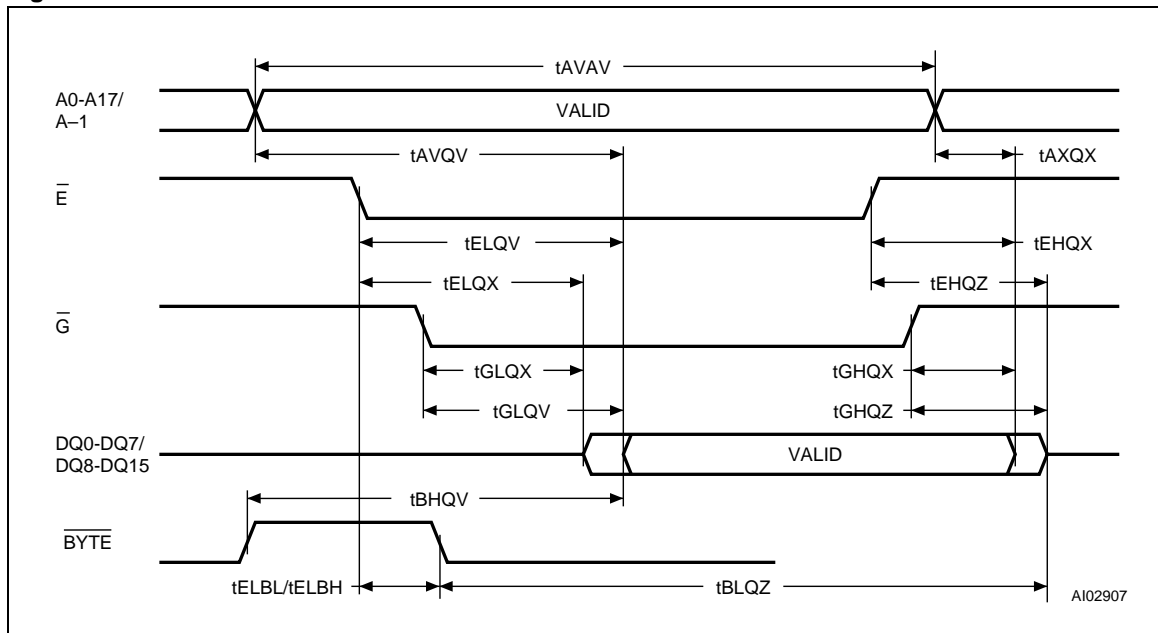 tAVAV
A0-A17/
A–1
VALID
tAVQV
tAXQX
E
tELQV
tEHQX
tELQX
tEHQZ
G
tGLQX
tGHQX
tGLQV
tGHQZ
DQ0-DQ7/
DQ8-DQ15
VALID
tBHQV
BYTE
tELBL/tELBH
tBLQZ
AI02907